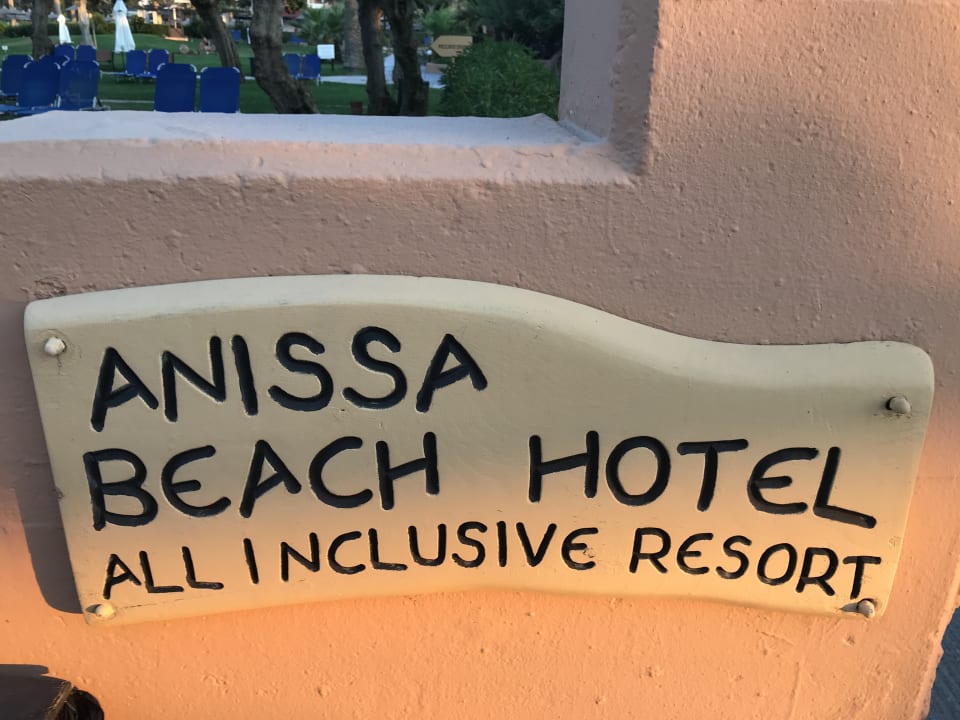 ANISSA
BEACH HOTEL
ALL INCLUSIVE RESORT